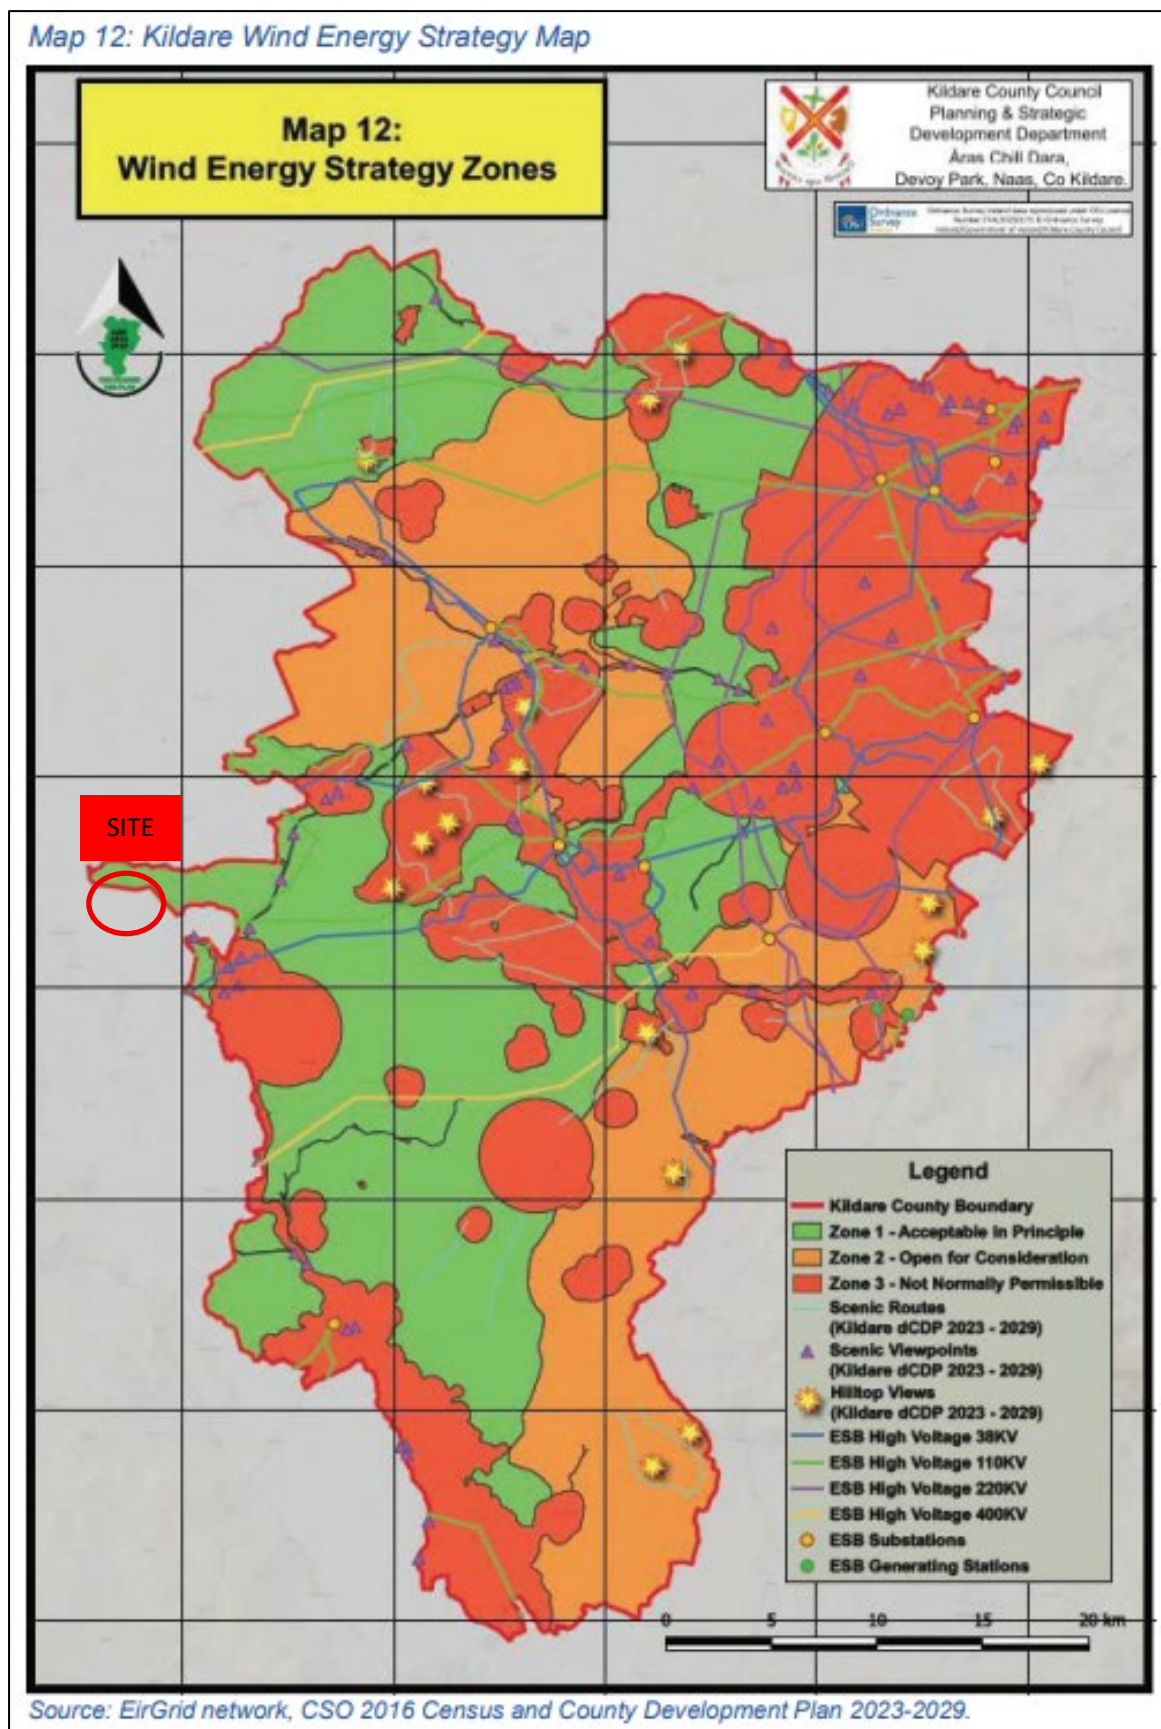 Map 12: Kildare Wind Energy Strategy Map
Map 12:
Wind Energy Strategy Zones
Kildare County Council
Planning & Strategic
Development Department
Áras Chill Dara,
Devoy Park, Naas, Co Kildare.
Ordnance
Survey
SITE
Legend
Kildare County Boundary
Zone 1 - Acceptable in Principle
Zone 2 - Open for Consideration
Zone 3 - Not Normally Permissible
Scenic Routes
(Kildare dCDP 2023 - 2029)
Scenic Viewpoints
(Kildare dCDP 2023 - 2029)
Hilltop Views
(Kildare dCDP 2023 - 2029)
ESB High Voltage 38KV
ESB High Voltage 110KV
ESB High Voltage 220KV
ESB High Voltage 400KV
ESB Substations
ESB Generating Stations
0 5 10 15 20 km
Source: EirGrid network, CSO 2016 Census and County Development Plan 2023-2029.